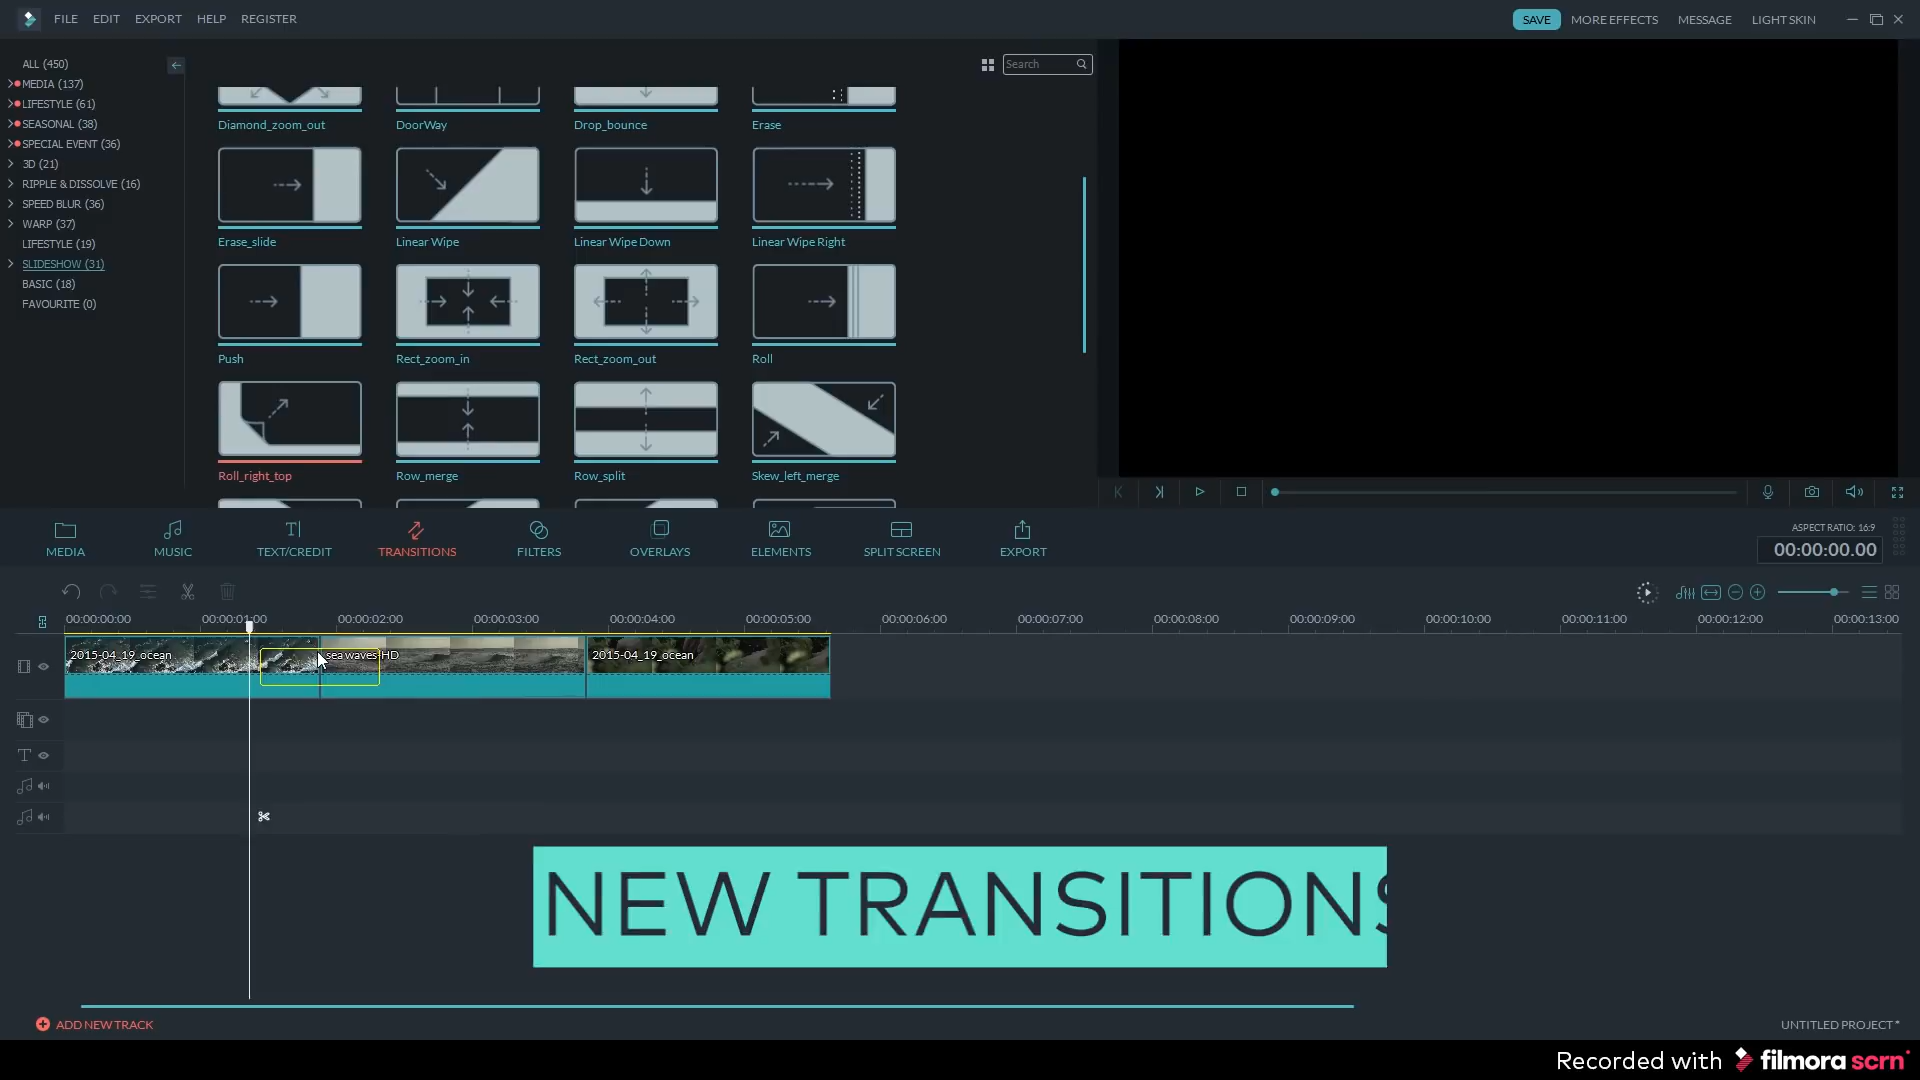 FILE EDIT EXPORT HELP REGISTER
SAVE MORE EFFECTS MESSAGE LIGHT SKIN
ALL (450)
MEDIA (137)
LIFESTYLE (61)
SEASONAL (38)
SPECIAL EVENT (36)
3D (21)
RIPPLE & DISSOLVE (16)
SPEED BLUR (36)
WARP (37)
LIFESTYLE (19)
SLIDESHOW (31)
BASIC (18)
FAVOURITE (0)
Search
Diamond_zoom_out DoorWay Drop_bounce Erase
Erase_slide Linear Wipe Linear Wipe Down Linear Wipe Right
Push Rect_zoom_in Rect_zoom_out Roll
Roll_right_top Row_merge Row_split Skew_left_merge
MEDIA MUSIC TEXT/CREDIT TRANSITIONS FILTERS OVERLAYS ELEMENTS SPLIT SCREEN EXPORT
ASPECT RATIO: 16:9
00:00:00.00
00:00:00:00 00:00:01:00 00:00:02:00 00:00:03:00 00:00:04:00 00:00:05:00 00:00:06:00 00:00:07:00 00:00:08:00 00:00:09:00 00:00:10:00 00:00:11:00 00:00:12:00 00:00:13:00
2015-04_19_ocean sea waves-HD 2015-04_19_ocean
NEW TRANSITIONS
ADD NEW TRACK
UNTITLED PROJECT *
Recorded with filmora scrn